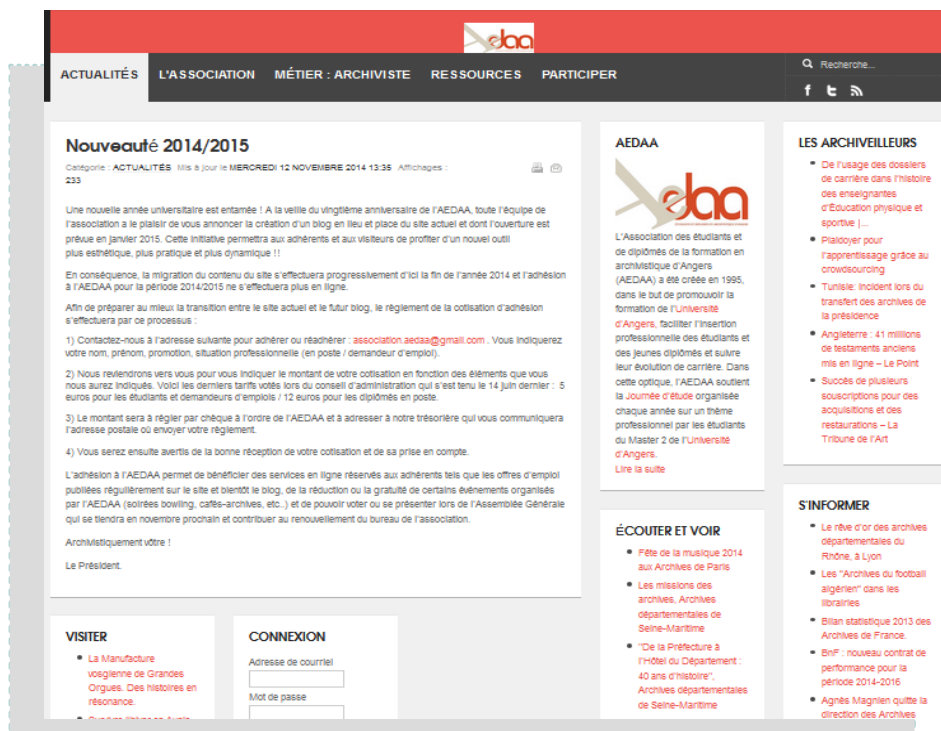 aedaa
ACTUALITÉS L'ASSOCIATION MÉTIER : ARCHIVISTE RESSOURCES PARTICIPER
Recherche...
Nouveauté 2014/2015
Catégorie : ACTUALITÉS Mis à jour le MERCREDI 12 NOVEMBRE 2014 13:35 Affichages :
233
Une nouvelle année universitaire est entamée ! A la veille du vingtième anniversaire de l'AEDAA, toute l'équipe de
l'association a le plaisir de vous annoncer la création d'un blog en lieu et place du site actuel et dont l'ouverture est
prévue en janvier 2015. Cette initiative permettra aux adhérents et aux visiteurs de profiter d'un nouvel outil
plus esthétique, plus pratique et plus dynamique !!
En conséquence, la migration du contenu du site s'effectuera progressivement d'ici la fin de l'année 2014 et l'adhésion
à l'AEDAA pour la période 2014/2015 ne s'effectuera plus en ligne.
Afin de préparer au mieux la transition entre le site actuel et le futur blog, le règlement de la cotisation d'adhésion
s'effectuera par ce processus :
1) Contactez-nous à l'adresse suivante pour adhérer ou réadhérer : association.aedaa@gmail.com . Vous indiquerez
votre nom, prénom, promotion, situation professionnelle (en poste / demandeur d'emploi).
2) Nous reviendrons vers vous pour vous indiquer le montant de votre cotisation en fonction des éléments que vous
nous aurez indiqués. Voici les derniers tarifs votés lors du conseil d'administration qui s'est tenu le 14 juin dernier : 5
euros pour les étudiants et demandeurs d'emplois / 12 euros pour les diplômés en poste.
3) Le montant sera à régler par chèque à l'ordre de l'AEDAA et à adresser à notre trésorière qui vous communiquera
l'adresse postale où envoyer votre règlement.
4) Vous serez ensuite avertis de la bonne réception de votre cotisation et de sa prise en compte.
L'adhésion à l'AEDAA permet de bénéficier des services en ligne réservés aux adhérents tels que les offres d'emploi
publiées régulièrement sur le site et bientôt le blog, de la réduction ou la gratuité de certains évènements organisés
par l'AEDAA (soirées bowling, cafés-archives, etc..) et de pouvoir voter ou se présenter lors de l'Assemblée Générale
qui se tiendra en novembre prochain et contribuer au renouvellement du bureau de l'association.
Archivistiquement vôtre !
Le Président.
VISITER
La Manufacture
vosgienne de Grandes
Orgues. Des histoires en
résonance.
CONNEXION
Adresse de courriel
Mot de passe
AEDAA
aedaa
L'Association des étudiants et
de diplômés de la formation en
archivistique d'Angers
(AEDAA) a été créée en 1995,
dans le but de promouvoir la
formation de l'Université
d'Angers, faciliter l'insertion
professionnelle des étudiants et
des jeunes diplômés et suivre
leur évolution de carrière. Dans
cette optique, l'AEDAA soutient
la Journée d'étude organisée
chaque année sur un thème
professionnel par les étudiants
du Master 2 de l'Université
d'Angers.
Lire la suite
ÉCOUTER ET VOIR
Fête de la musique 2014
aux Archives de Paris
Les missions des
archives, Archives
départementales de
Seine-Maritime
"De la Préfecture à
l'Hôtel du Département :
40 ans d'histoire",
Archives départementales
de Seine-Maritime
LES ARCHIVEILLEURS
De l'usage des dossiers
de carrière dans l'histoire
des enseignantes
d'Éducation physique et
sportive |...
Plaidoyer pour
l'apprentissage grâce au
crowdsourcing
Tunisie: Incident lors du
transfert des archives de
la présidence
Angleterre : 41 millions
de testaments anciens
mis en ligne – Le Point
Succès de plusieurs
souscriptions pour des
acquisitions et des
restaurations – La
Tribune de l'Art
S'INFORMER
Le rêve d'or des archives
départementales du
Rhône, à Lyon
Les "Archives du football
algérien" dans les
librairies
Bilan statistique 2013 des
Archives de France.
BnF : nouveau contrat de
performance pour la
période 2014-2016
Agnès Magnien quitte la
direction des Archives